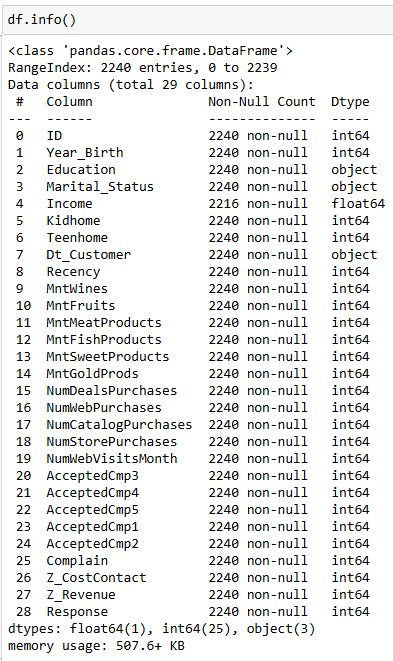 df.info()
<class 'pandas.core.frame.DataFrame'>
RangeIndex: 2240 entries, 0 to 2239
Data columns (total 29 columns):
 #   Column               Non-Null Count  Dtype
---  ------               --------------  -----
 0   ID                   2240 non-null   int64
 1   Year_Birth           2240 non-null   int64
 2   Education            2240 non-null   object
 3   Marital_Status       2240 non-null   object
 4   Income               2216 non-null   float64
 5   Kidhome              2240 non-null   int64
 6   Teenhome             2240 non-null   int64
 7   Dt_Customer          2240 non-null   object
 8   Recency              2240 non-null   int64
 9   MntWines             2240 non-null   int64
 10  MntFruits            2240 non-null   int64
 11  MntMeatProducts      2240 non-null   int64
 12  MntFishProducts      2240 non-null   int64
 13  MntSweetProducts     2240 non-null   int64
 14  MntGoldProds         2240 non-null   int64
 15  NumDealsPurchases    2240 non-null   int64
 16  NumWebPurchases      2240 non-null   int64
 17  NumCatalogPurchases  2240 non-null   int64
 18  NumStorePurchases    2240 non-null   int64
 19  NumWebVisitsMonth    2240 non-null   int64
 20  AcceptedCmp3         2240 non-null   int64
 21  AcceptedCmp4         2240 non-null   int64
 22  AcceptedCmp5         2240 non-null   int64
 23  AcceptedCmp1         2240 non-null   int64
 24  AcceptedCmp2         2240 non-null   int64
 25  Complain             2240 non-null   int64
 26  Z_CostContact        2240 non-null   int64
 27  Z_Revenue            2240 non-null   int64
 28  Response             2240 non-null   int64
dtypes: float64(1), int64(25), object(3)
memory usage: 507.6+ KB